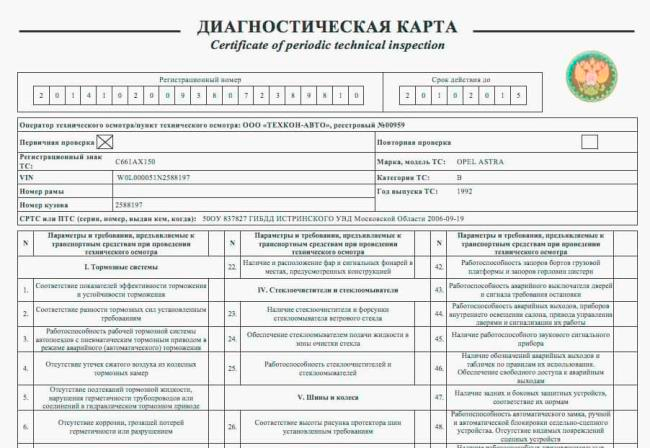 ДИАГНОСТИЧЕСКАЯ КАРТА
Certificate of periodic technical inspection
Регистрационный номер
Срок действия до
2 0 1 4 1 0 2 0 0 9 3 8 0 7 2 3 8 9 8 1 0
2 0 1 0 2 0 1 5
Оператор технического осмотра/пункт технического осмотра: ООО «ТЕХКОН-АВТО», реестровый №00959
Первичная проверка
Повторная проверка
Регистрационный знак
ТС:
С661АХ150
Марка, модель ТС: OPEL ASTRA
VIN
W0L000051N2588197
Категория ТС: B
Номер рамы
Год выпуска ТС: 1992
Номер кузова
2588197
СРТС или ПТС (серия, номер, выдан кем, когда): 50ОУ 837827 ГИБДД ИСТРИНСКОГО УВД Московской Области 2006-09-19
N
Параметры и требования, предъявляемые к
транспортным средствам при проведении
технического осмотра
N
Параметры и требования, предъявляемые к
транспортным средствам при проведении
технического осмотра
N
Параметры и требования, предъявляемые к
транспортным средствам при проведении
технического осмотра
I. Тормозные системы
22. Наличие и расположение фар и сигнальных фонарей в
местах, предусмотренных конструкцией
42. Работоспособность запоров бортов грузовой
платформы и запоров горловин цистерн
1. Соответствие показателей эффективности торможения
и устойчивости торможения
IV. Стеклоочистители и стеклоомыватели
43. Работоспособность аварийного выключателя дверей
и сигнала требования остановки
2. Соответствие разности тормозных сил установленным
требованиям
23. Наличие стеклоочистителя и форсунки
стеклоомывателя ветрового стекла
44. Работоспособность аварийных выходов, приборов
внутреннего освещения салона, привода управления
дверями и сигнализации их работы
3. Работоспособность рабочей тормозной системы
автопоездов с пневматическим тормозным приводом в
режиме аварийного (автоматического) торможения
24. Обеспечение стеклоомывателем подачи жидкости в
зоны очистки стекла
45. Наличие работоспособного звукового сигнального
прибора
4. Отсутствие утечек сжатого воздуха из колесных
тормозных камер
25. Работоспособность стеклоочистителей и
стеклоомывателей
46. Наличие обозначений аварийных выходов и
табличек по правилам их использования.
Обеспечение свободного доступа к аварийным
выходам
5. Отсутствие подтеканий тормозной жидкости,
нарушения герметичности трубопроводов или
соединений в гидравлическом тормозном приводе
V. Шины и колеса
47. Наличие задних и боковых защитных устройств,
соответствие их нормам
6. Отсутствие коррозии, грозящей потерей
герметичности или разрушением
26. Соответствие высоты рисунка протектора шин
установленным требованиям
48. Работоспособность автоматического замка, ручной
и автоматической блокировки седельно-сцепного
устройства. Отсутствие видимых повреждений
сцепных устройств